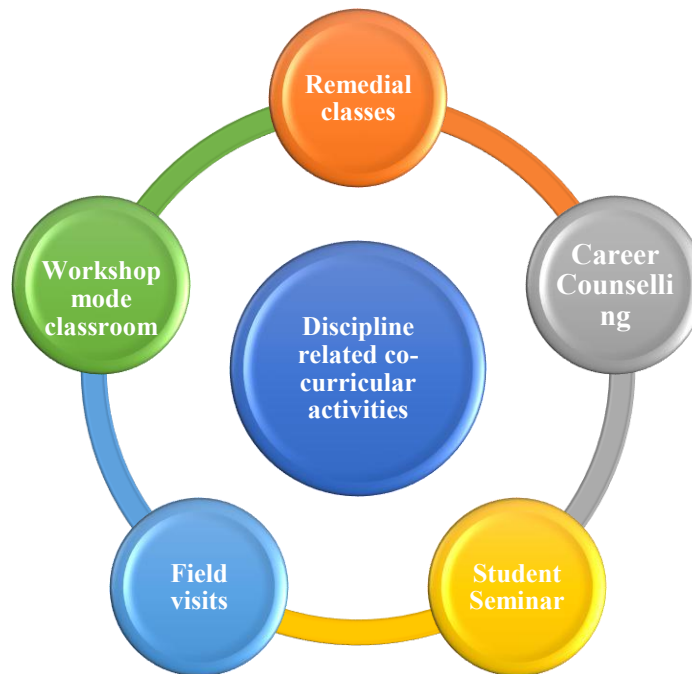 Remedial
classes
Career
Counselli
ng
Workshop
mode
classroom
Discipline
related co-
curricular
activities
Field
visits
Student
Seminar